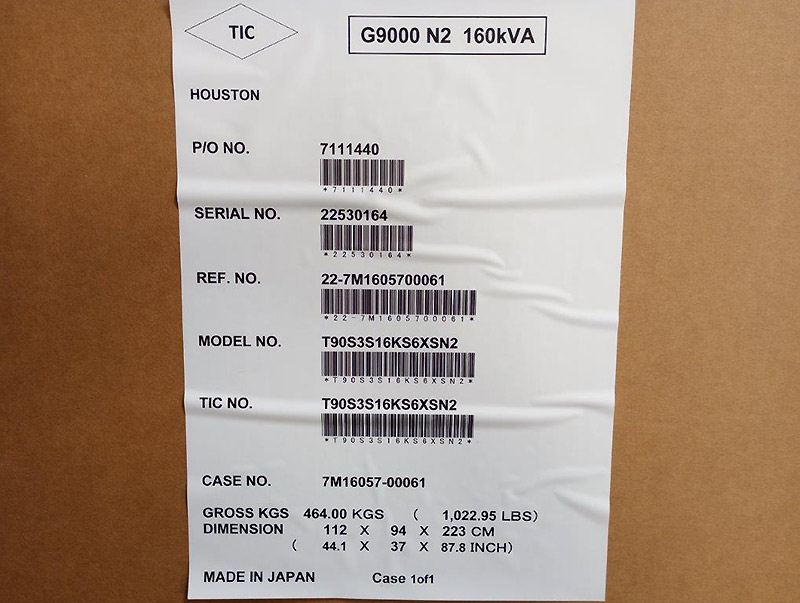 TIC
G9000 N2 160kVA
HOUSTON
P/O NO. 7111440
*7111440*
SERIAL NO. 22530164
*22530164*
REF. NO. 22-7M1605700061
*22-7M1605700061*
MODEL NO. T90S3S16KS6XSN2
*T90S3S16KS6XSN2*
TIC NO. T90S3S16KS6XSN2
*T90S3S16KS6XSN2*
CASE NO. 7M16057-00061
GROSS KGS 464.00 KGS ( 1,022.95 LBS)
DIMENSION 112 X 94 X 223 CM
( 44.1 X 37 X 87.8 INCH)
MADE IN JAPAN Case 1of1